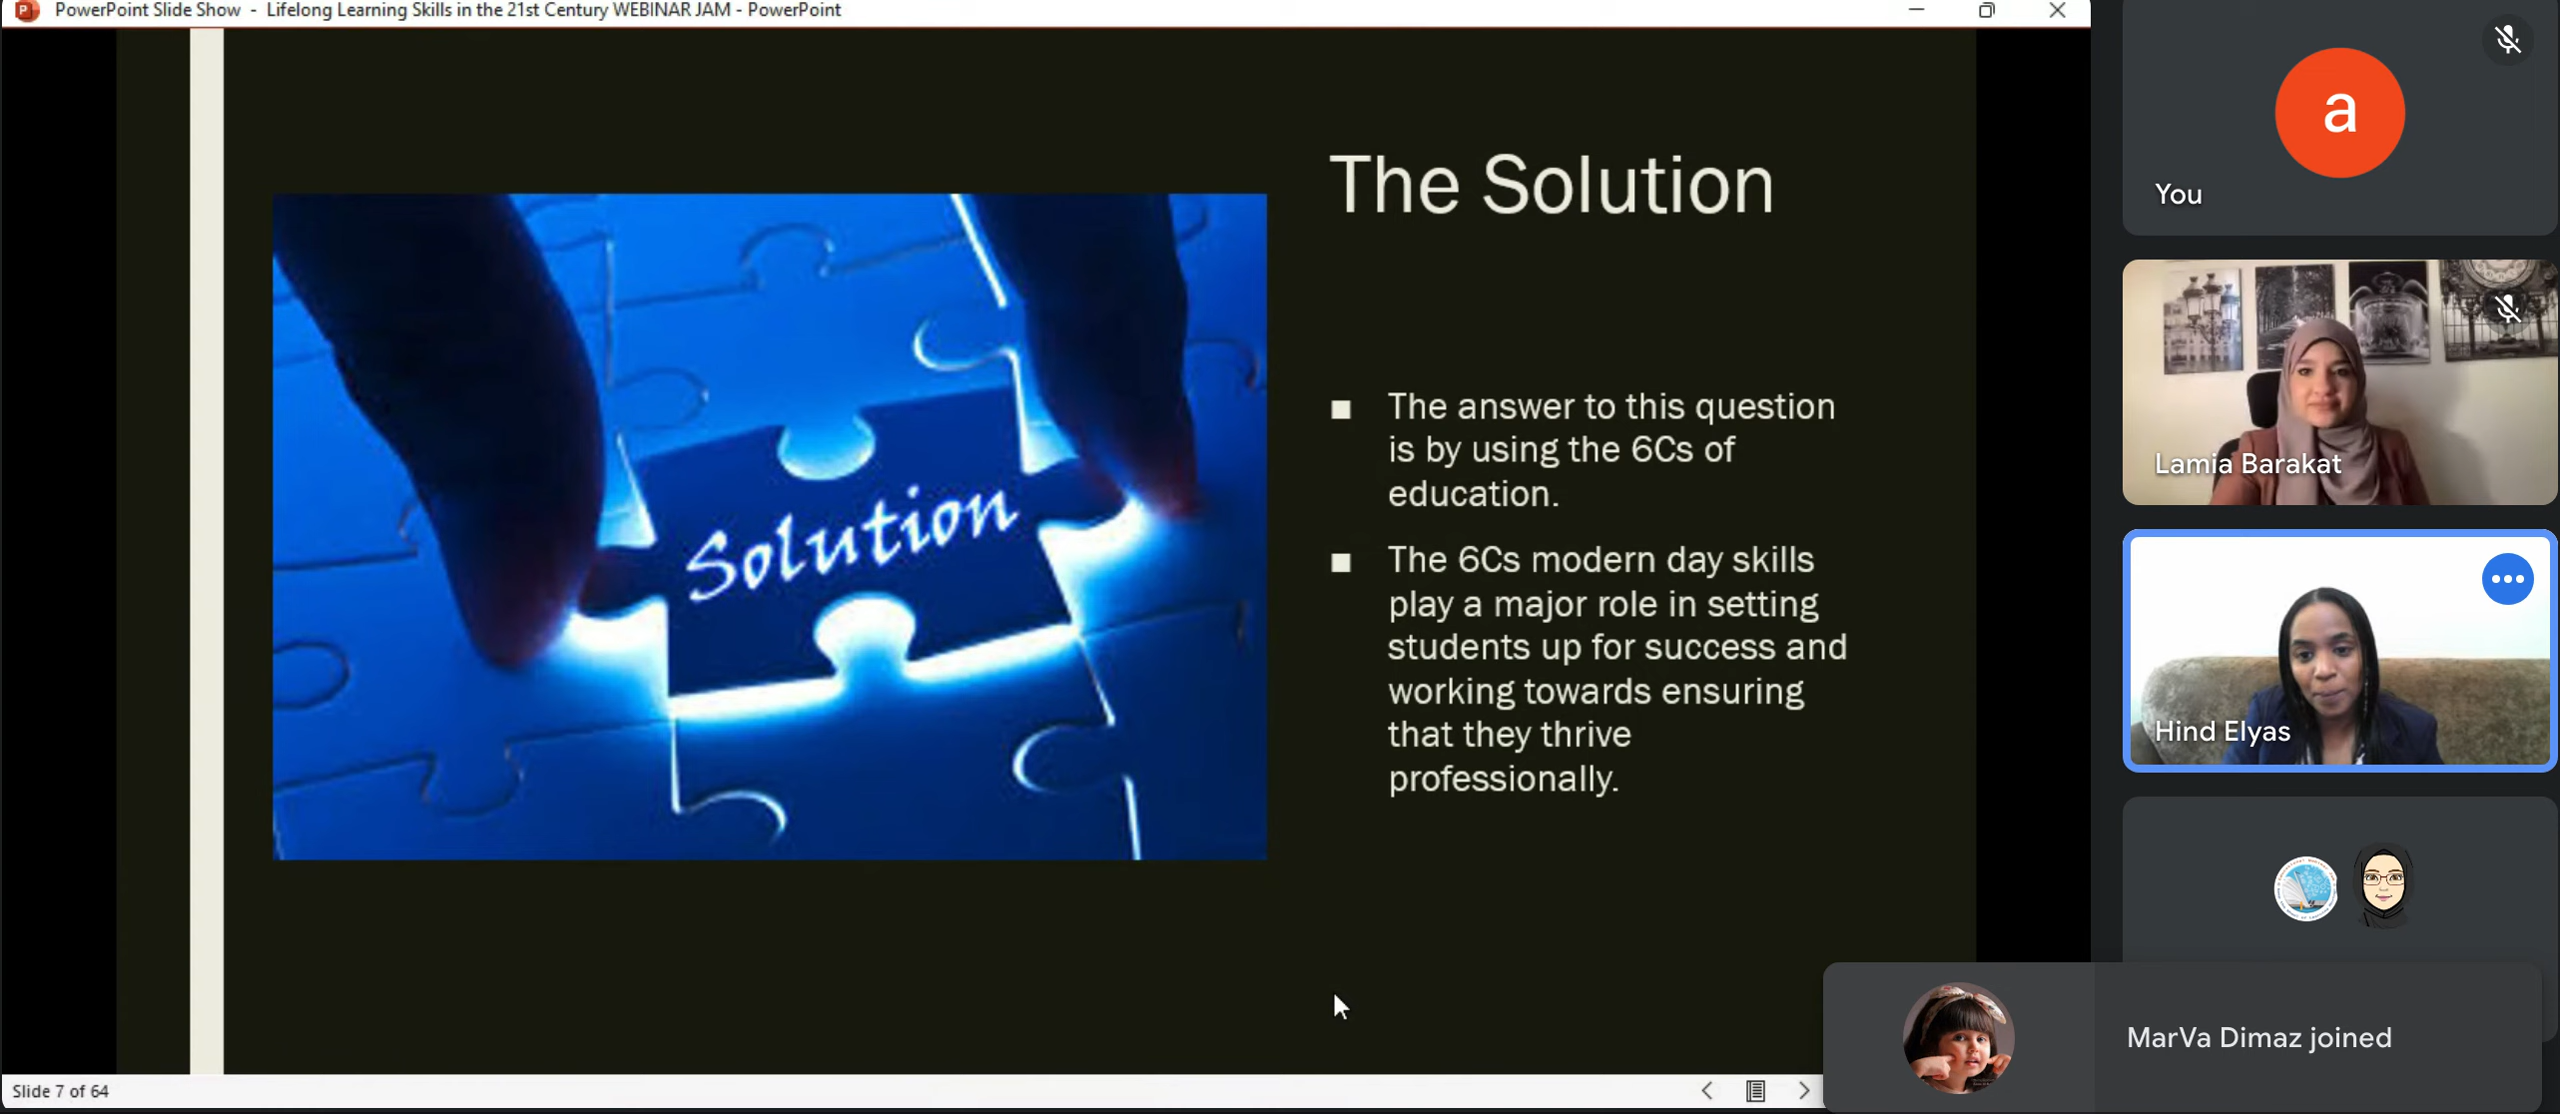 PowerPoint Slide Show - Lifelong Learning Skills in the 21st Century WEBINAR JAM - PowerPoint
The Solution
Solution
■ The answer to this question
is by using the 6Cs of
education.
■ The 6Cs modern day skills
play a major role in setting
students up for success and
working towards ensuring
that they thrive
professionally.
Slide 7 of 64
a
You
Lamia Barakat
Hind Elyas
MarVa Dimaz joined